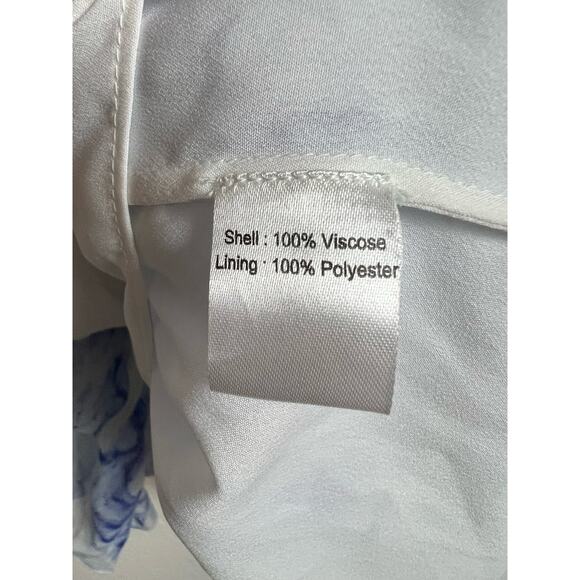 Shell : 100% Viscose
Lining : 100% Polyester